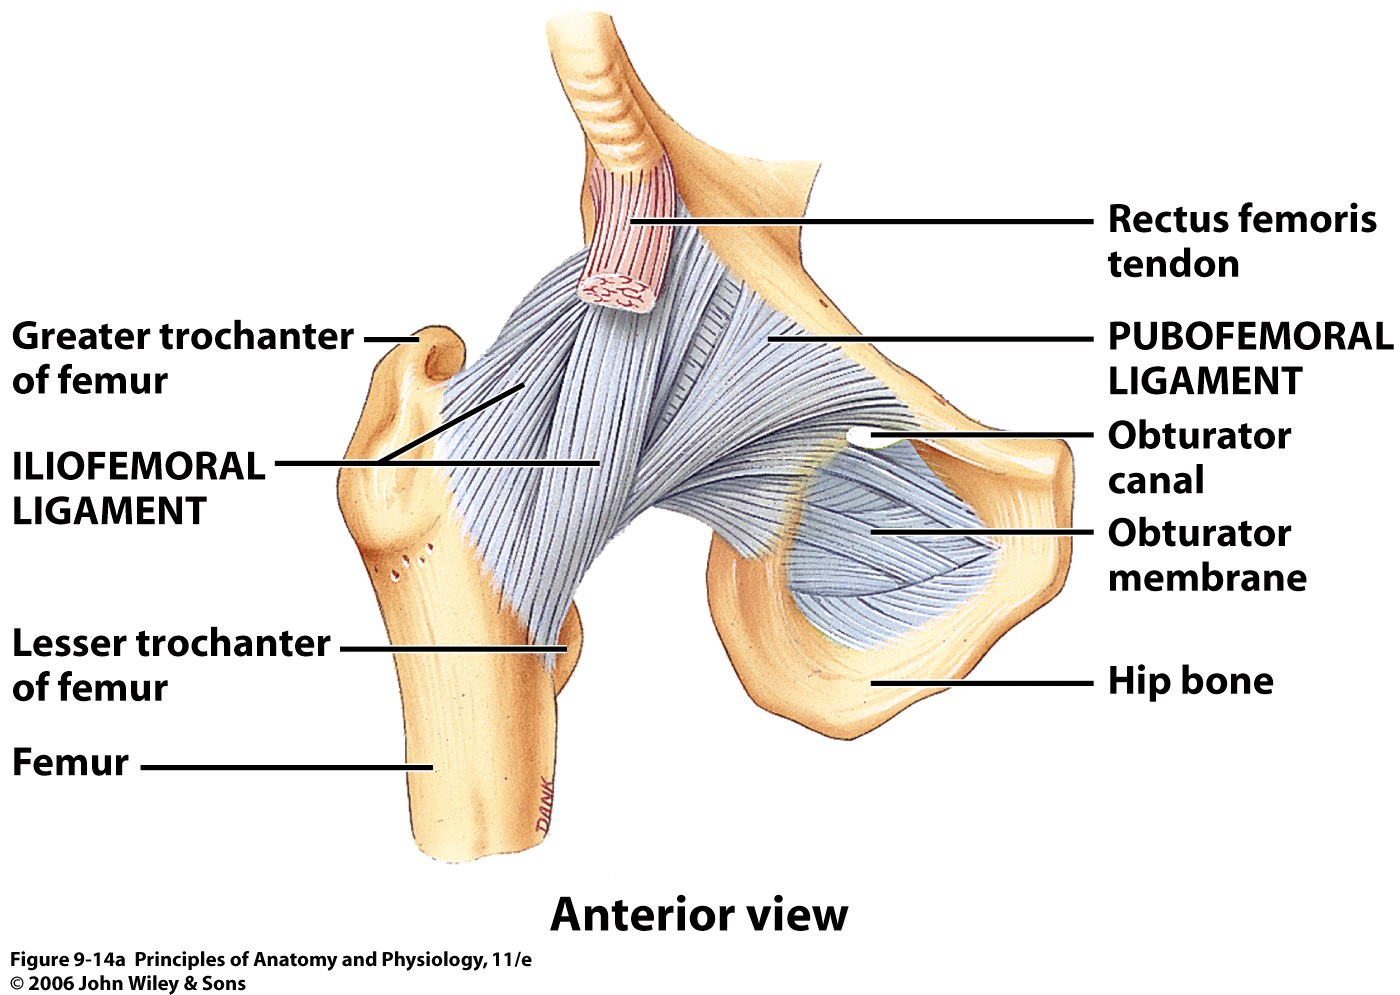 Rectus femoris
tendon
Greater trochanter
of femur
PUBOFEMORAL
LIGAMENT
ILIOFEMORAL
LIGAMENT
Obturator
canal
Obturator
membrane
Lesser trochanter
of femur
Hip bone
Femur
DANK
Anterior view
Figure 9-14a Principles of Anatomy and Physiology, 11/e
© 2006 John Wiley & Sons